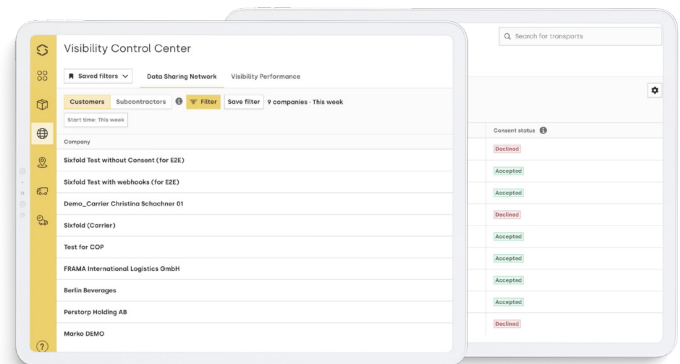 Visibility Control Center
Search for transports
Saved filters
Data Sharing Network
Visibility Performance
Customers
Subcontractors
Filter
Save filter
9 companies · This week
Start time: This week
Company
Sixfold Test without Consent (for E2E)
Sixfold Test with webhooks (for E2E)
Demo_Carrier Christina Schachner 01
Sixfold (Carrier)
Test for COP
FRAMA International Logistics GmbH
Berlin Beverages
Perstorp Holding AB
Marko DEMO
Consent status
Declined
Accepted
Accepted
Declined
Accepted
Accepted
Accepted
Accepted
Declined